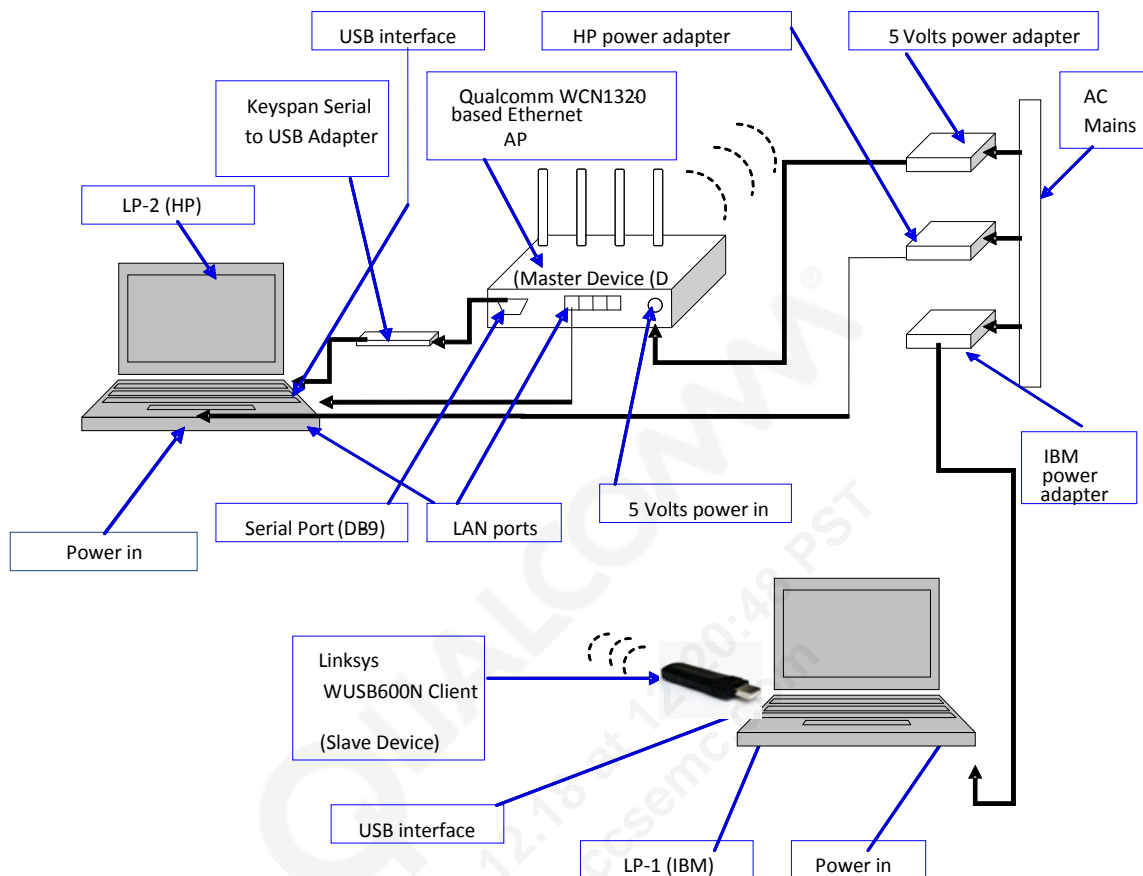 USB interface
HP power adapter
5 Volts power adapter
Keyspan Serial
to USB Adapter
Qualcomm WCN1320
based Ethernet
AP
AC
Mains
LP-2 (HP)
(Master Device (D
IBM
power
adapter
Serial Port (DB9)
LAN ports
5 Volts power in
Power in
Linksys
WUSB600N Client
(Slave Device)
USB interface
LP-1 (IBM)
Power in
QUALCOMM®